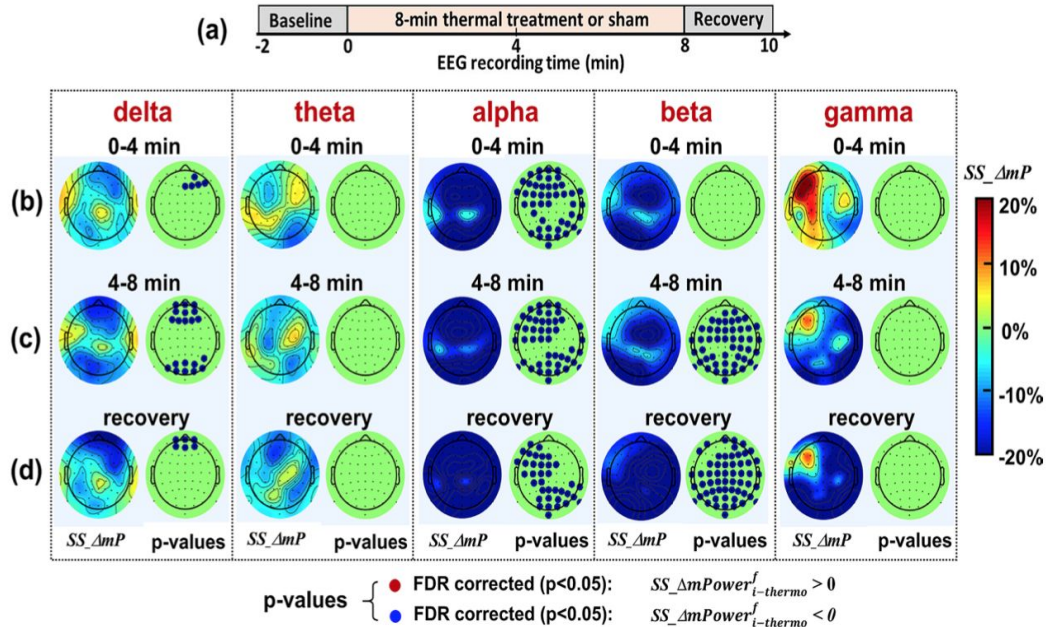 Baseline 8-min thermal treatment or sham Recovery
(a)
-2 0 4 8 10
EEG recording time (min)
delta theta alpha beta gamma
0-4 min 0-4 min 0-4 min 0-4 min 0-4 min
(b)
4-8 min 4-8 min 4-8 min 4-8 min 4-8 min
(c)
recovery recovery recovery recovery recovery
(d)
SS_ΔmP p-values SS_ΔmP p-values SS_ΔmP p-values SS_ΔmP p-values SS_ΔmP p-values
SS_ΔmP
20%
10%
0%
-10%
-20%
p-values
FDR corrected (p<0.05): SS_ΔmPower^f_{i-thermo} > 0
FDR corrected (p<0.05): SS_ΔmPower^f_{i-thermo} < 0